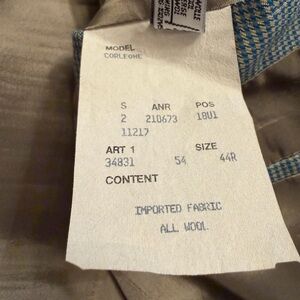 MODEL
CORLEONE
S ANR POS
2 210673 18U1
11217
ART 1 SIZE
34831 54 44R
CONTENT
IMPORTED FABRIC
ALL WOOL